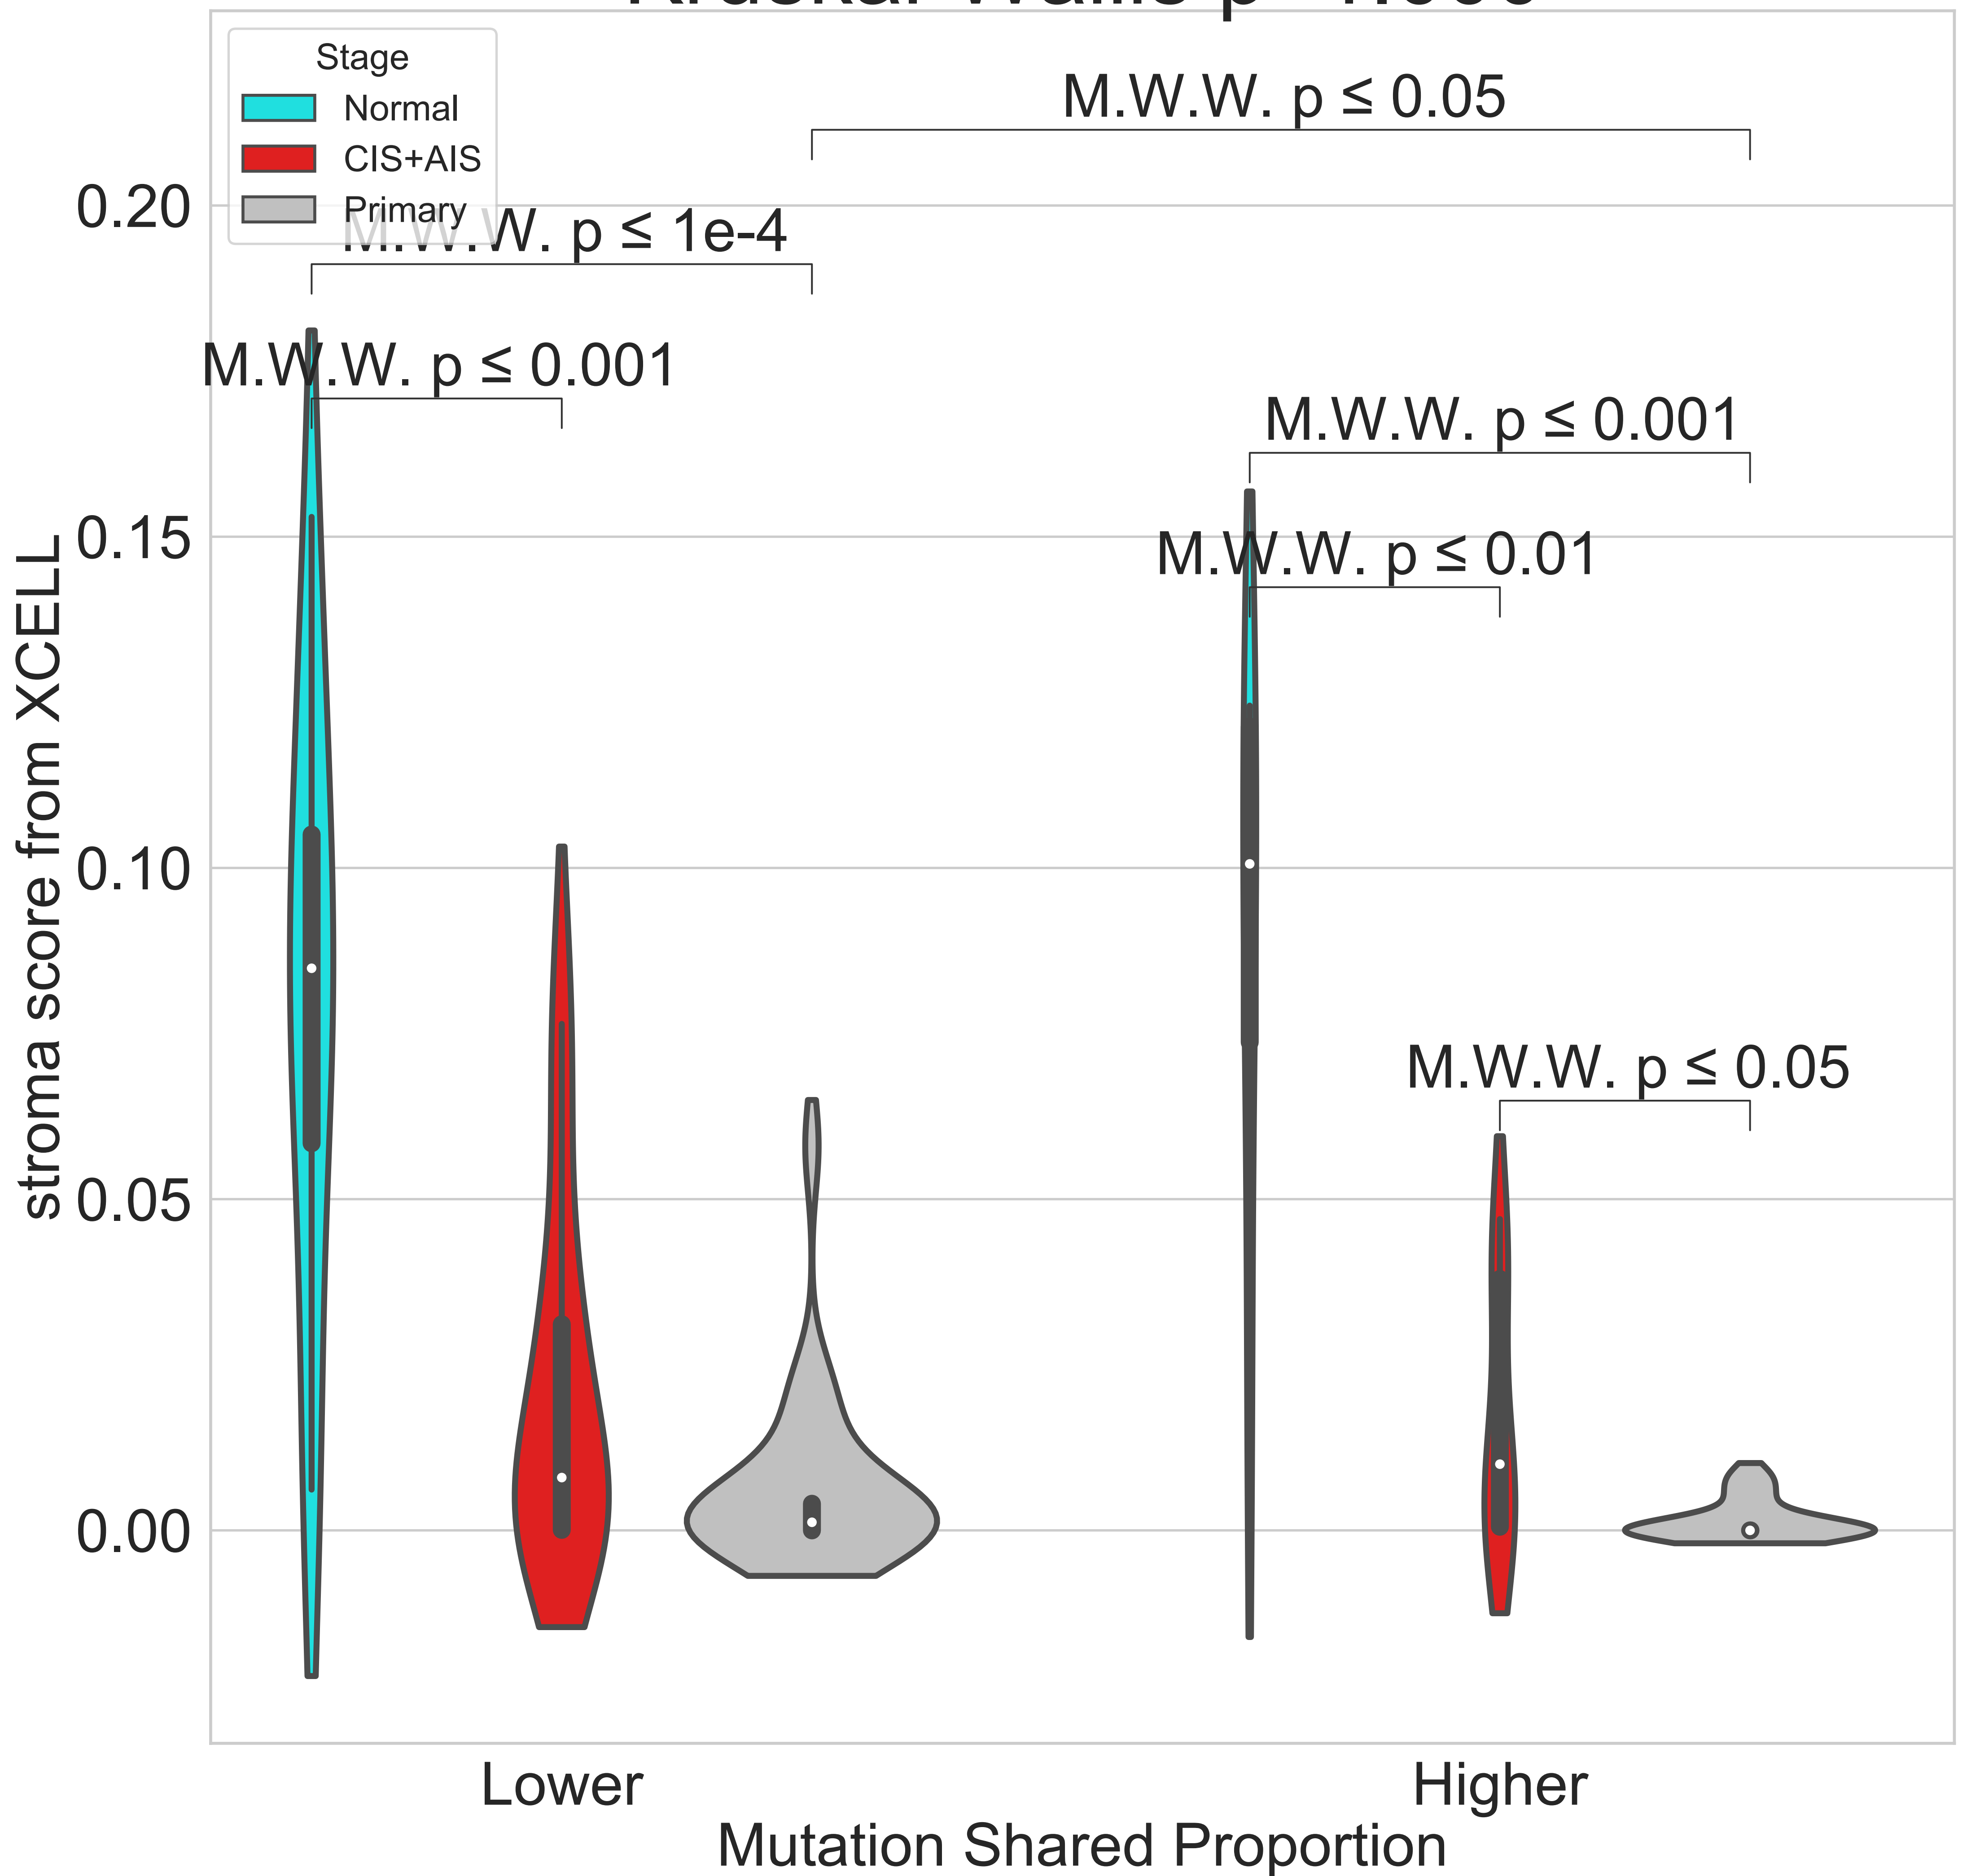 Stage
Normal
CIS+AIS
Primary
M.W.W. p ≤ 0.05
M.W.W. p ≤ 1e-4
M.W.W. p ≤ 0.001
M.W.W. p ≤ 0.001
M.W.W. p ≤ 0.01
M.W.W. p ≤ 0.05
0.20
0.15
0.10
0.05
0.00
stroma score from XCELL
Lower
Higher
Mutation Shared Proportion